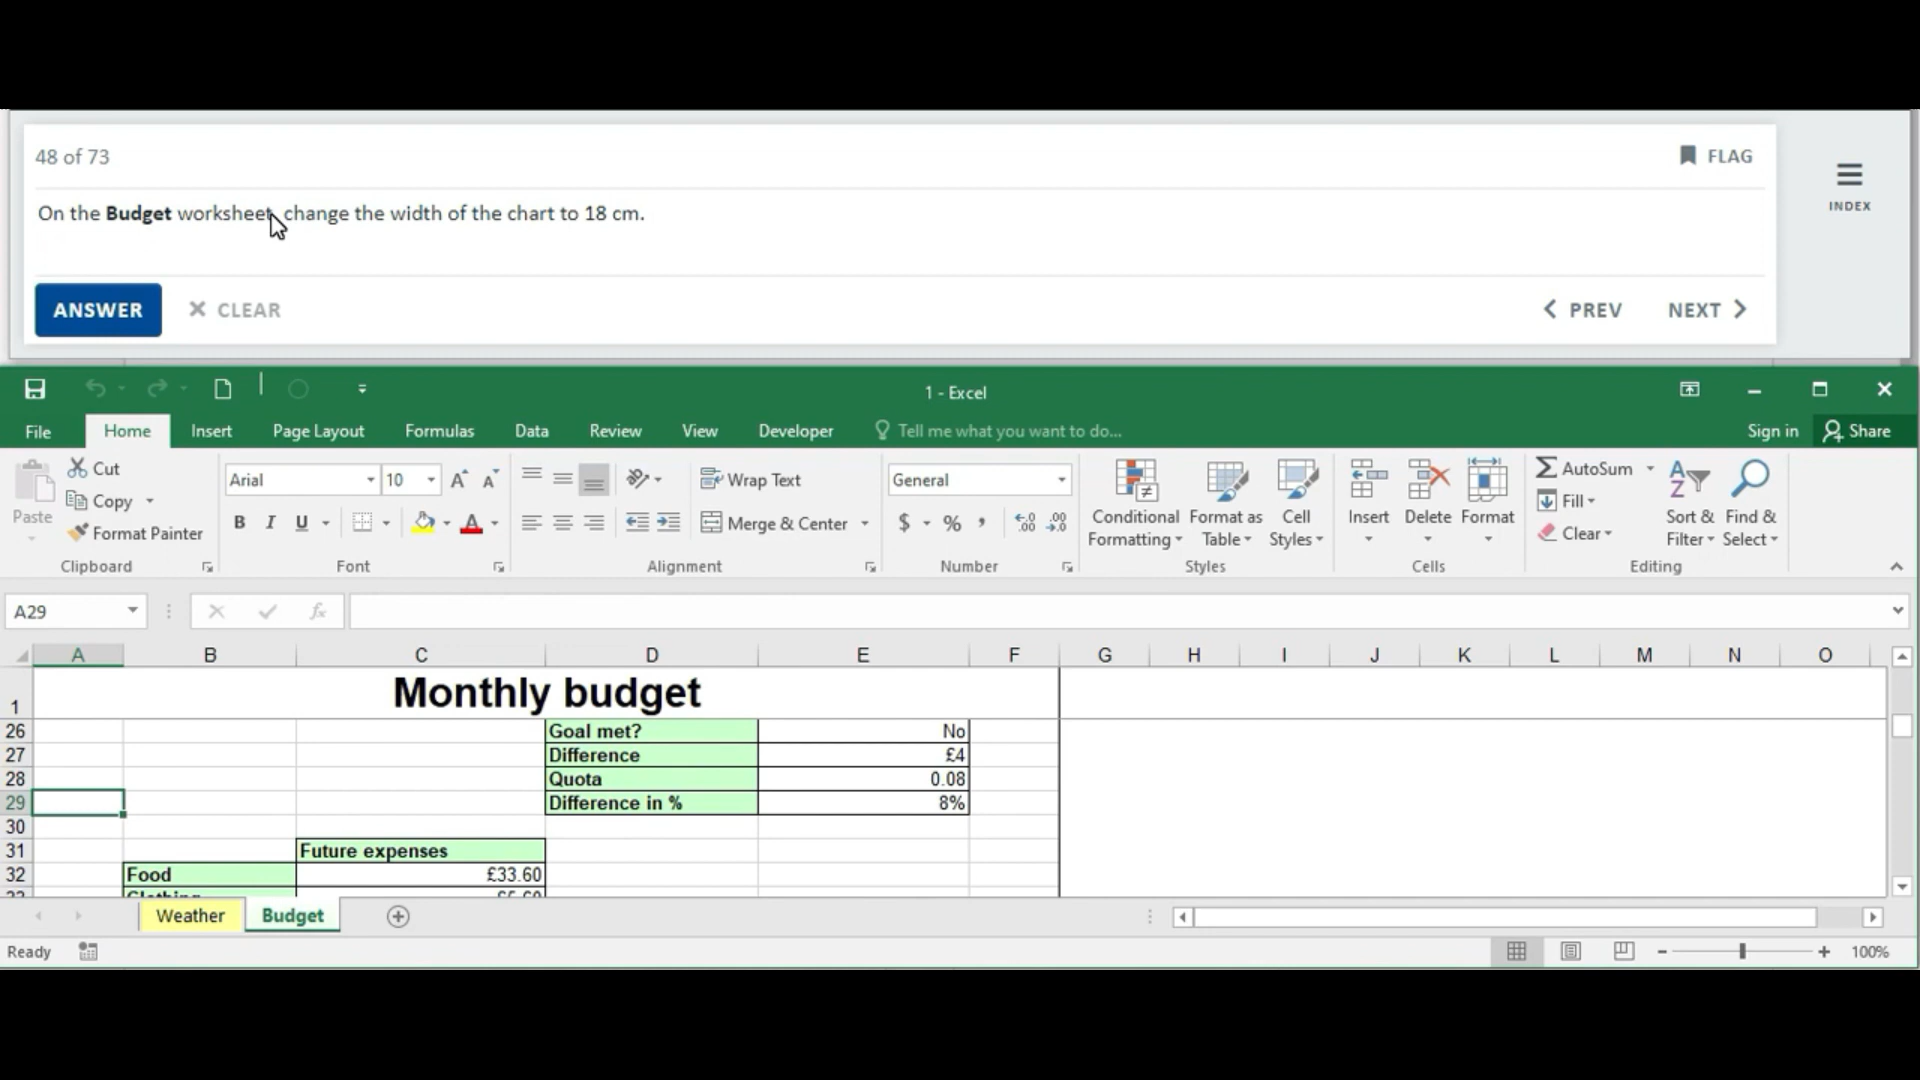 48 of 73
FLAG
INDEX
On the Budget worksheet, change the width of the chart to 18 cm.
ANSWER
CLEAR
PREV
NEXT
1 - Excel
File
Home
Insert
Page Layout
Formulas
Data
Review
View
Developer
Tell me what you want to do...
Sign in
Share
Paste
Cut
Copy
Format Painter
Clipboard
Arial
10
B I U
Font
Wrap Text
Merge & Center
Alignment
General
$ % ,
Number
Conditional Formatting
Format as Table
Cell Styles
Styles
Insert
Delete
Format
Cells
AutoSum
Fill
Clear
Sort & Filter
Find & Select
Editing
A29
fx
A B C D E F G H I J K L M N O
1 Monthly budget
26 Goal met? No
27 Difference £4
28 Quota 0.08
29 Difference in % 8%
30
31 Future expenses
32 Food £33.60
Weather
Budget
Ready
100%